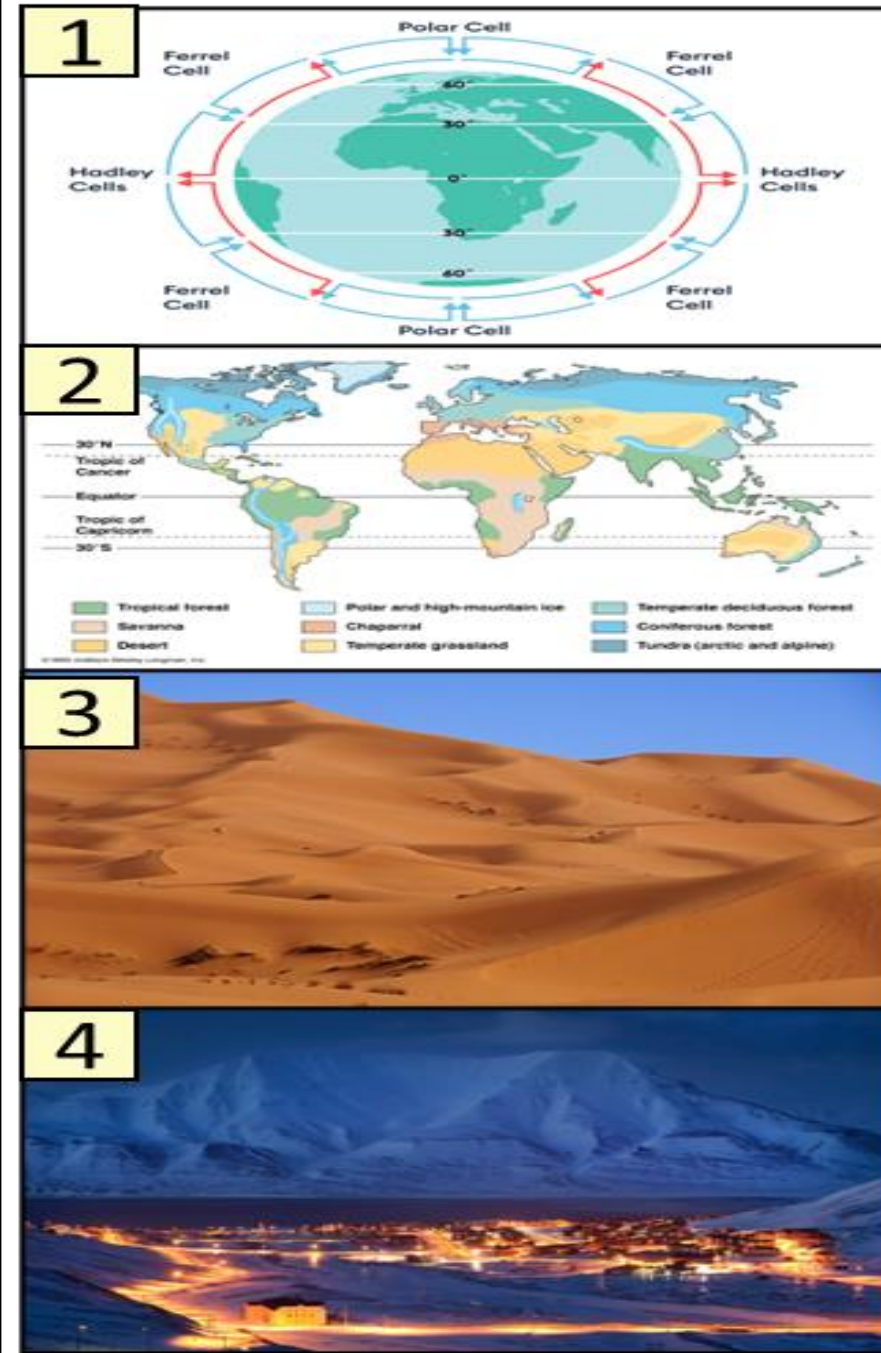 1
Polar Cell
Ferrel
Cell
Ferrel
Cell
60°
30°
Hadley
Cells
0°
Hadley
Cells
30°
Ferrel
Cell
60°
Ferrel
Cell
Polar Cell
2
30°N
Tropic of
Cancer
Equator
Tropic of
Capricorn
30°S
Tropical forest
Savanna
Desert
Polar and high-mountain ice
Chaparral
Temperate grassland
Temperate deciduous forest
Coniferous forest
Tundra (arctic and alpine)
3
4